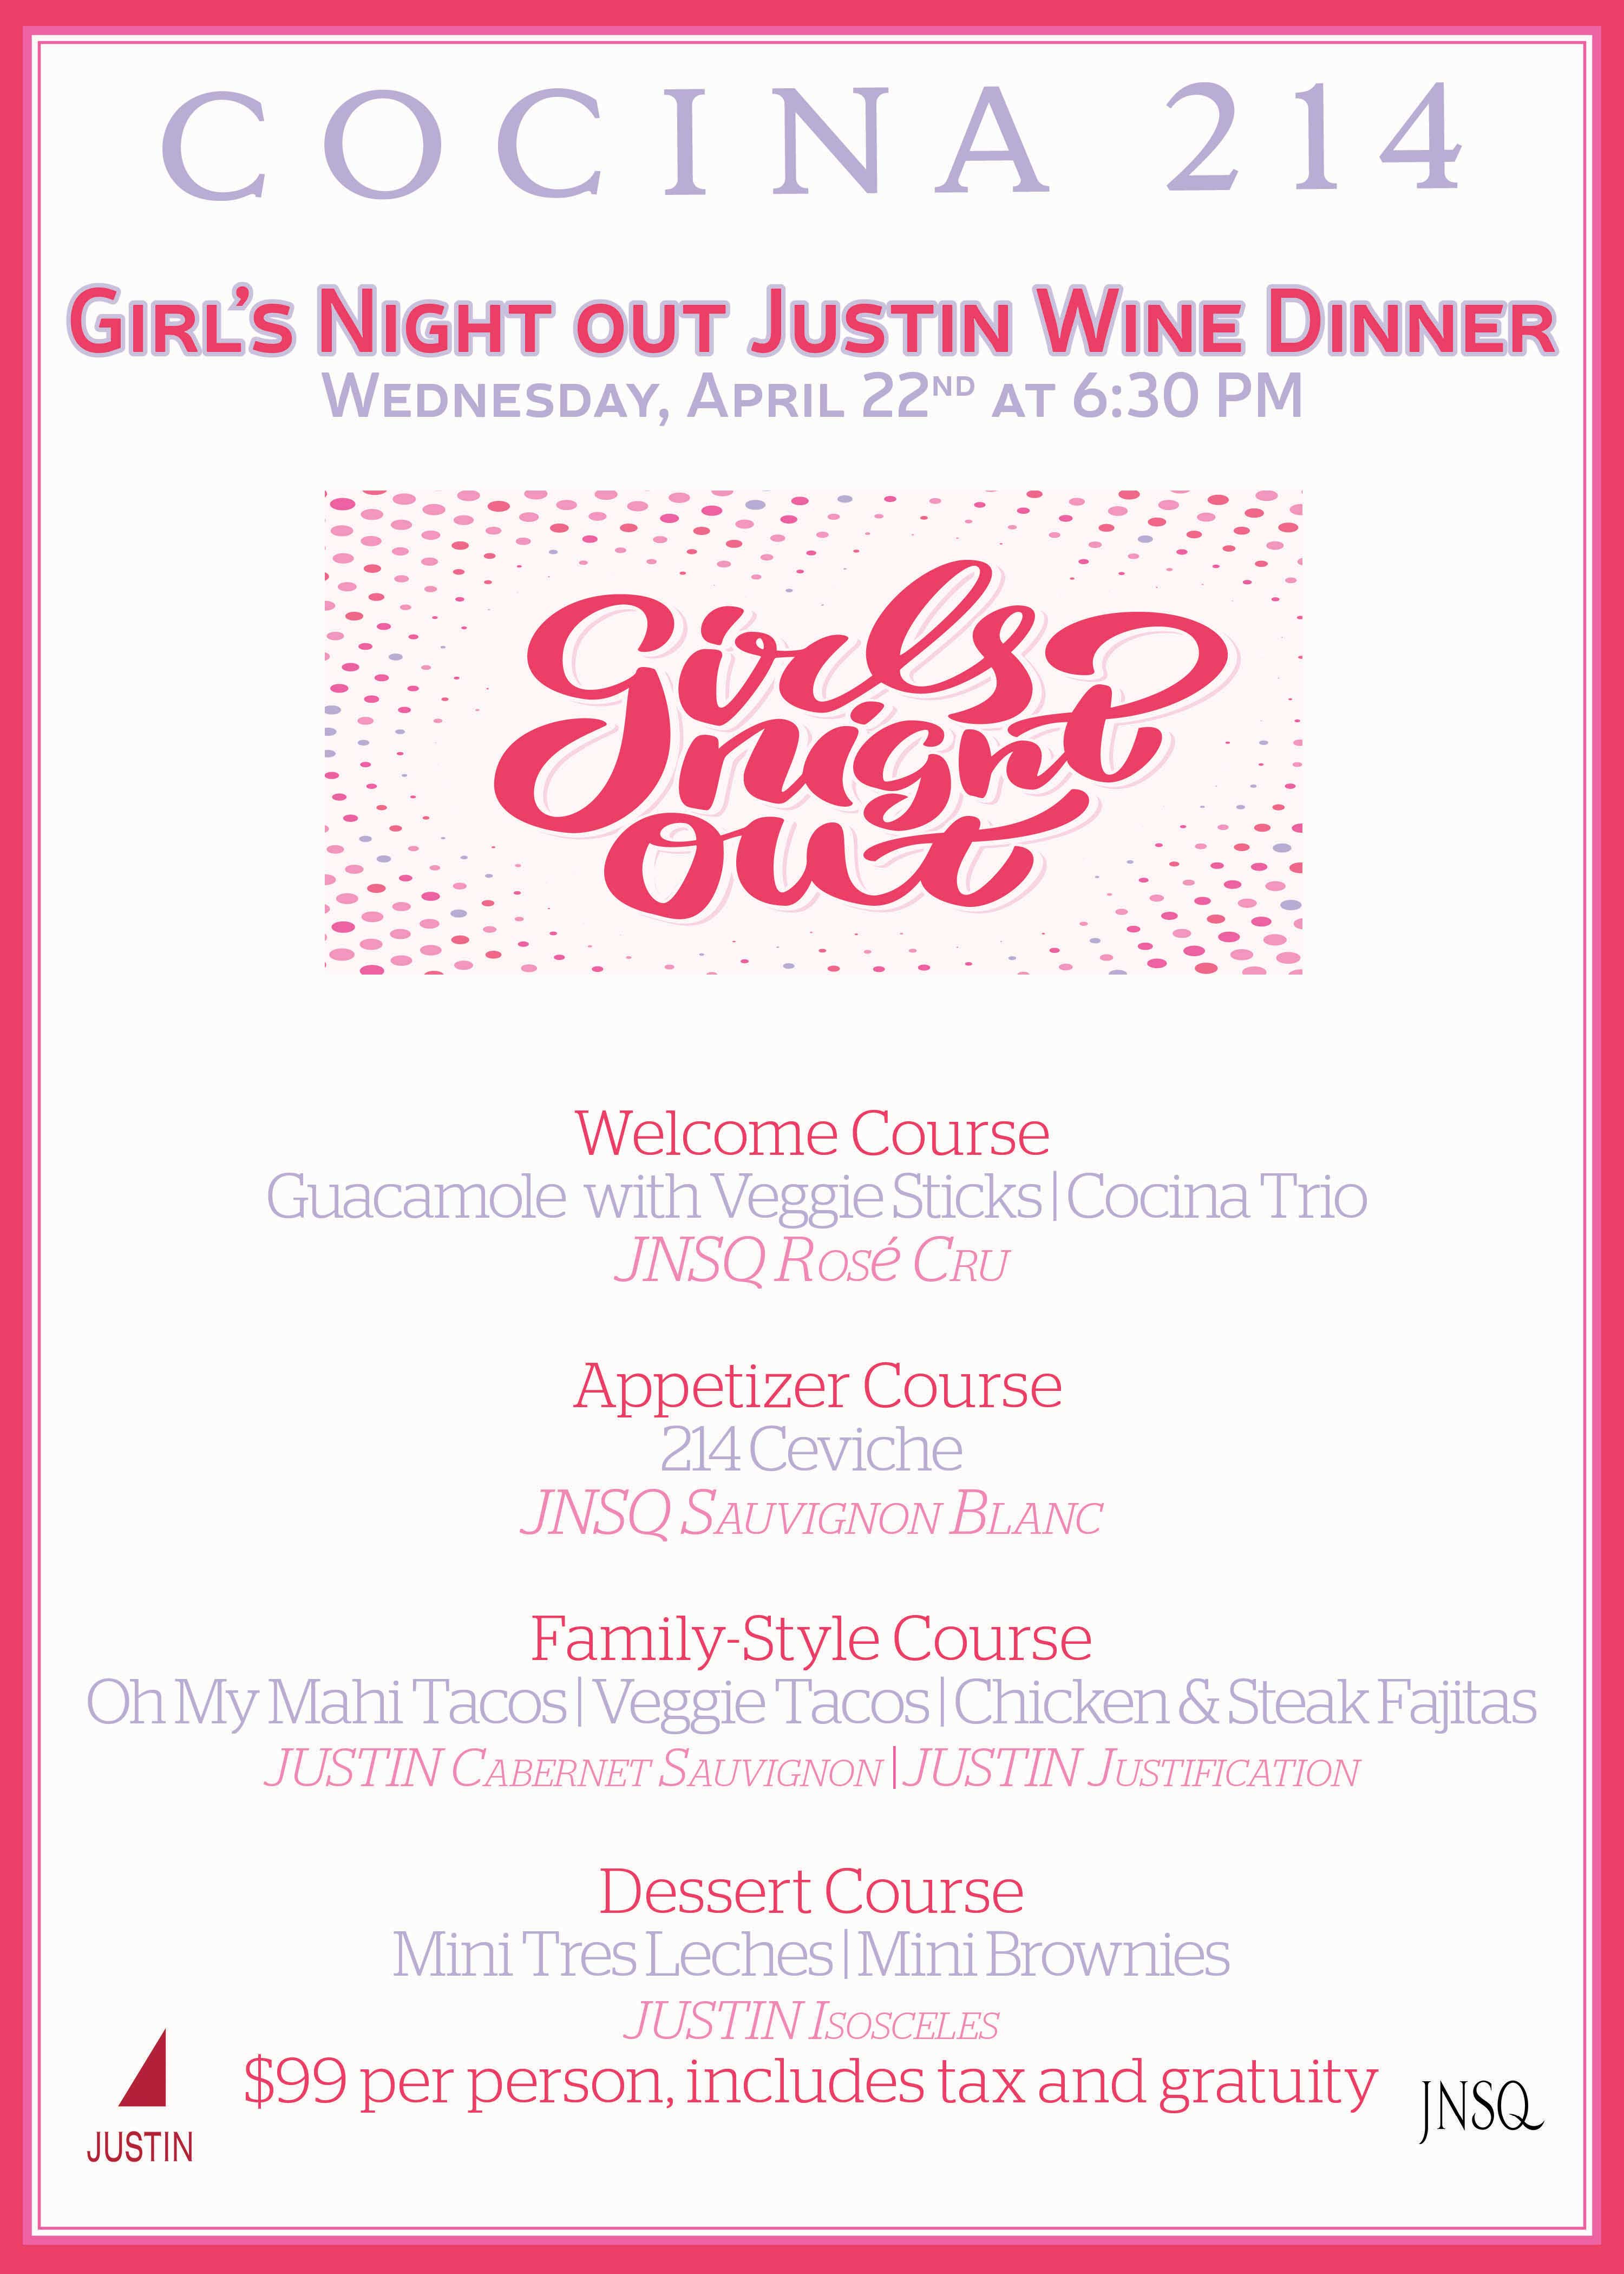 COCINA 214
Girl's Night out Justin Wine Dinner
Wednesday, April 22nd at 6:30 PM
girls
night
out
Welcome Course
Guacamole with Veggie Sticks | Cocina Trio
JNSQ Rosé Cru
Appetizer Course
214 Ceviche
JNSQ Sauvignon Blanc
Family-Style Course
Oh My Mahi Tacos | Veggie Tacos | Chicken & Steak Fajitas
JUSTIN Cabernet Sauvignon | JUSTIN Justification
Dessert Course
Mini Tres Leches | Mini Brownies
JUSTIN Isosceles
$99 per person, includes tax and gratuity
JUSTIN
JNSQ